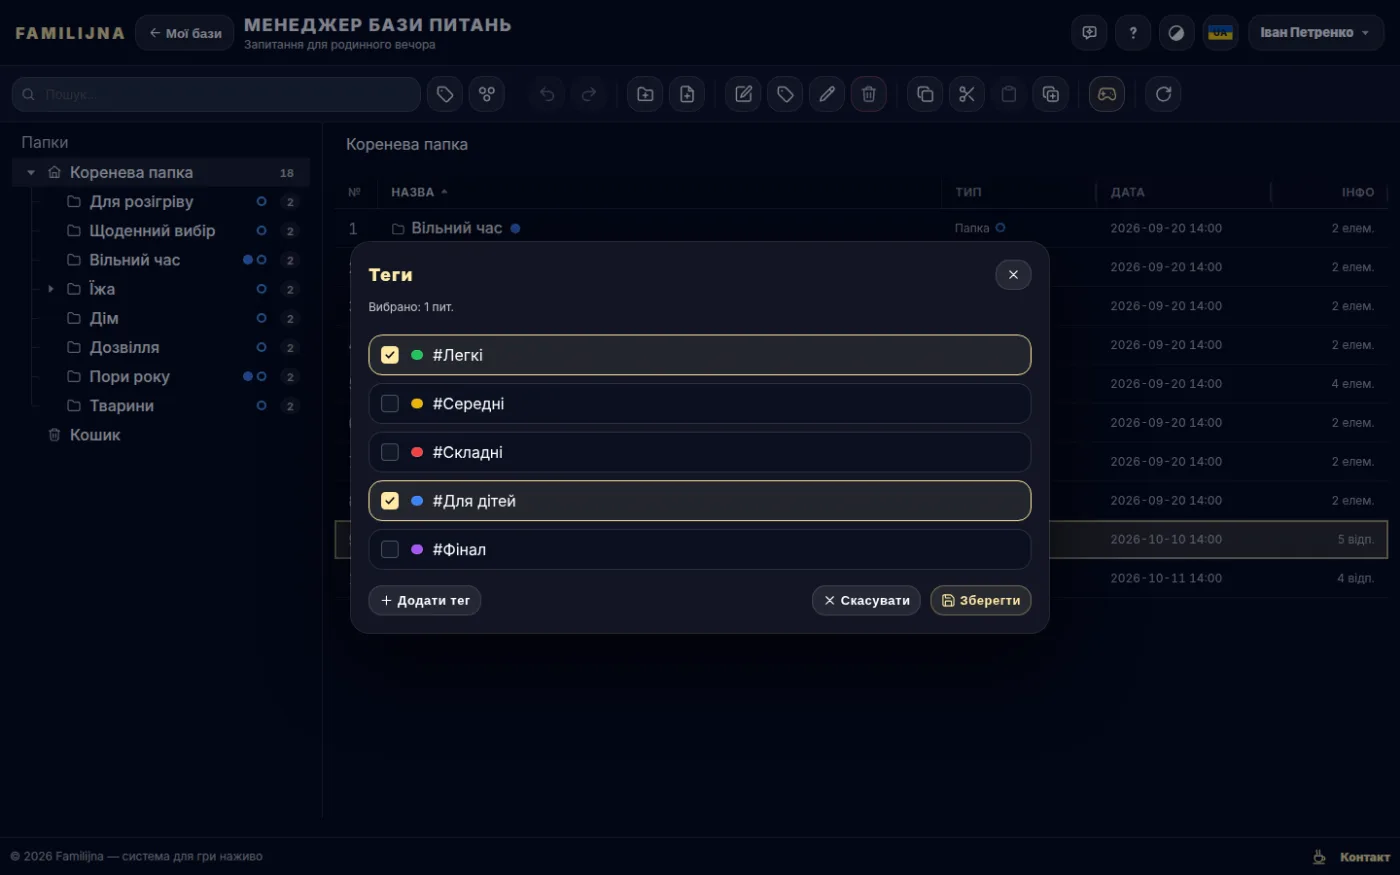 FAMILIJNA
← Мої бази
МЕНЕДЖЕР БАЗИ ПИТАНЬ
Запитання для родинного вечора
?
UA
Іван Петренко
Пошук...
Папки
Коренева папка 18
Для розігріву 2
Щоденний вибір 2
Вільний час 2
Їжа 2
Дім 2
Дозвілля 2
Пори року 2
Тварини 2
Кошик
Коренева папка
№ НАЗВА ТИП ДАТА ІНФО
1 Вільний час Папка 2026-09-20 14:00 2 елем.
2026-09-20 14:00 2 елем.
2026-09-20 14:00 2 елем.
2026-09-20 14:00 2 елем.
2026-09-20 14:00 4 елем.
2026-09-20 14:00 2 елем.
2026-09-20 14:00 2 елем.
2026-09-20 14:00 2 елем.
2026-10-10 14:00 5 відп.
2026-10-11 14:00 4 відп.
Теги
Вибрано: 1 пит.
#Легкі
#Середні
#Складні
#Для дітей
#Фінал
+ Додати тег
Скасувати
Зберегти
© 2026 Familijna — система для гри наживо
Контакт